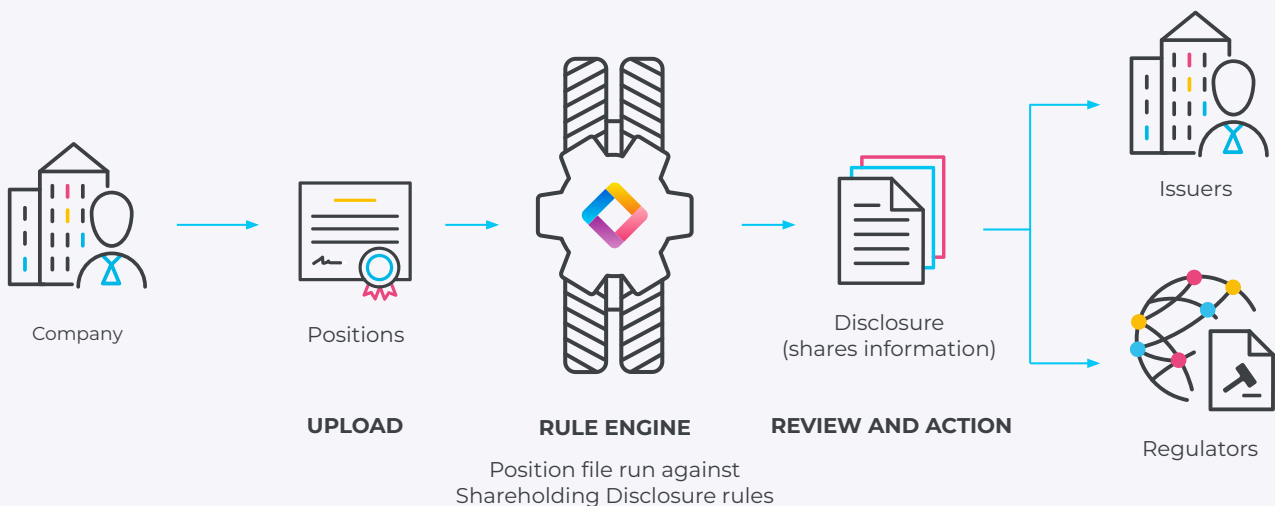 Company
Positions
UPLOAD
RULE ENGINE
Position file run against
Shareholding Disclosure rules
Disclosure
(shares information)
REVIEW AND ACTION
Issuers
Regulators